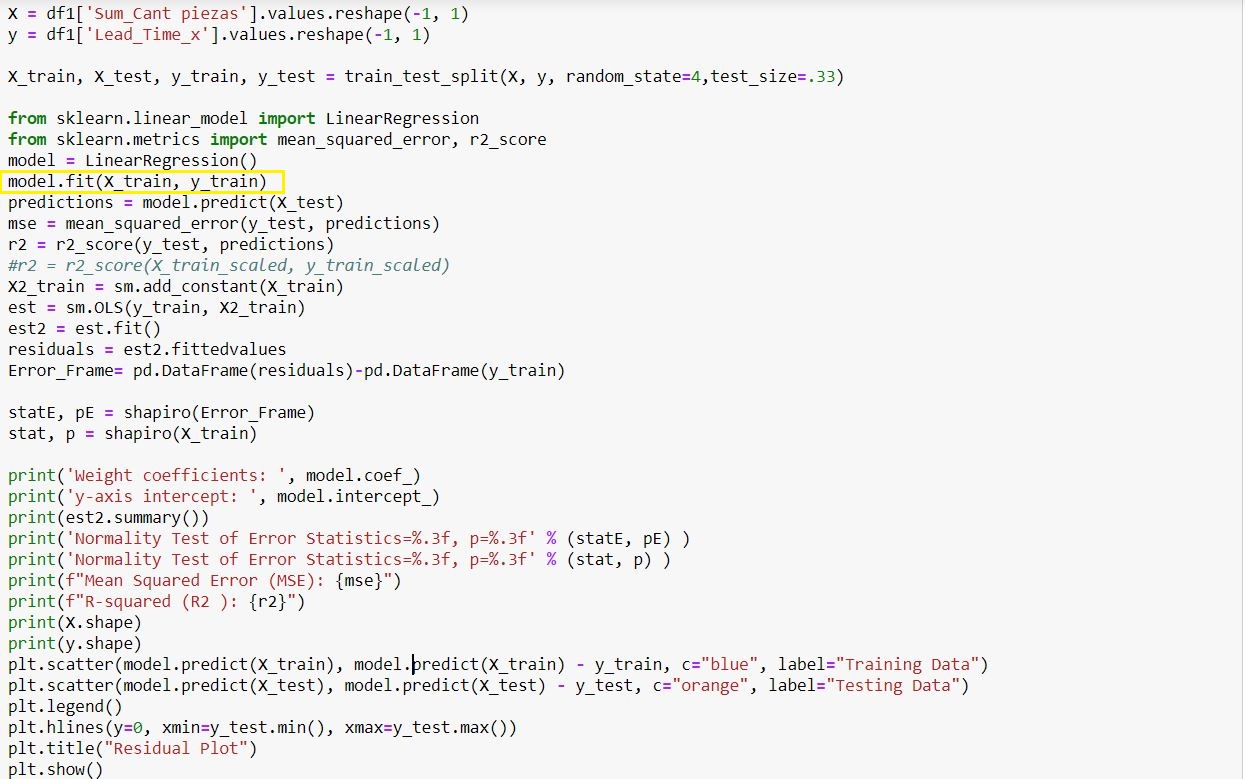 X = df1['Sum_Cant piezas'].values.reshape(-1, 1)
y = df1['Lead_Time_x'].values.reshape(-1, 1)
X_train, X_test, y_train, y_test = train_test_split(X, y, random_state=4,test_size=.33)
from sklearn.linear_model import LinearRegression
from sklearn.metrics import mean_squared_error, r2_score
model = LinearRegression()
model.fit(X_train, y_train)
predictions = model.predict(X_test)
mse = mean_squared_error(y_test, predictions)
r2 = r2_score(y_test, predictions)
#r2 = r2_score(X_train_scaled, y_train_scaled)
X2_train = sm.add_constant(X_train)
est = sm.OLS(y_train, X2_train)
est2 = est.fit()
residuals = est2.fittedvalues
Error_Frame= pd.DataFrame(residuals)-pd.DataFrame(y_train)
statE, pE = shapiro(Error_Frame)
stat, p = shapiro(X_train)
print('Weight coefficients: ', model.coef_)
print('y-axis intercept: ', model.intercept_)
print(est2.summary())
print('Normality Test of Error Statistics=%.3f, p=%.3f' % (statE, pE) )
print('Normality Test of Error Statistics=%.3f, p=%.3f' % (stat, p) )
print(f"Mean Squared Error (MSE): {mse}")
print(f"R-squared (R2 ): {r2}")
print(X.shape)
print(y.shape)
plt.scatter(model.predict(X_train), model.predict(X_train) - y_train, c="blue", label="Training Data")
plt.scatter(model.predict(X_test), model.predict(X_test) - y_test, c="orange", label="Testing Data")
plt.legend()
plt.hlines(y=0, xmin=y_test.min(), xmax=y_test.max())
plt.title("Residual Plot")
plt.show()